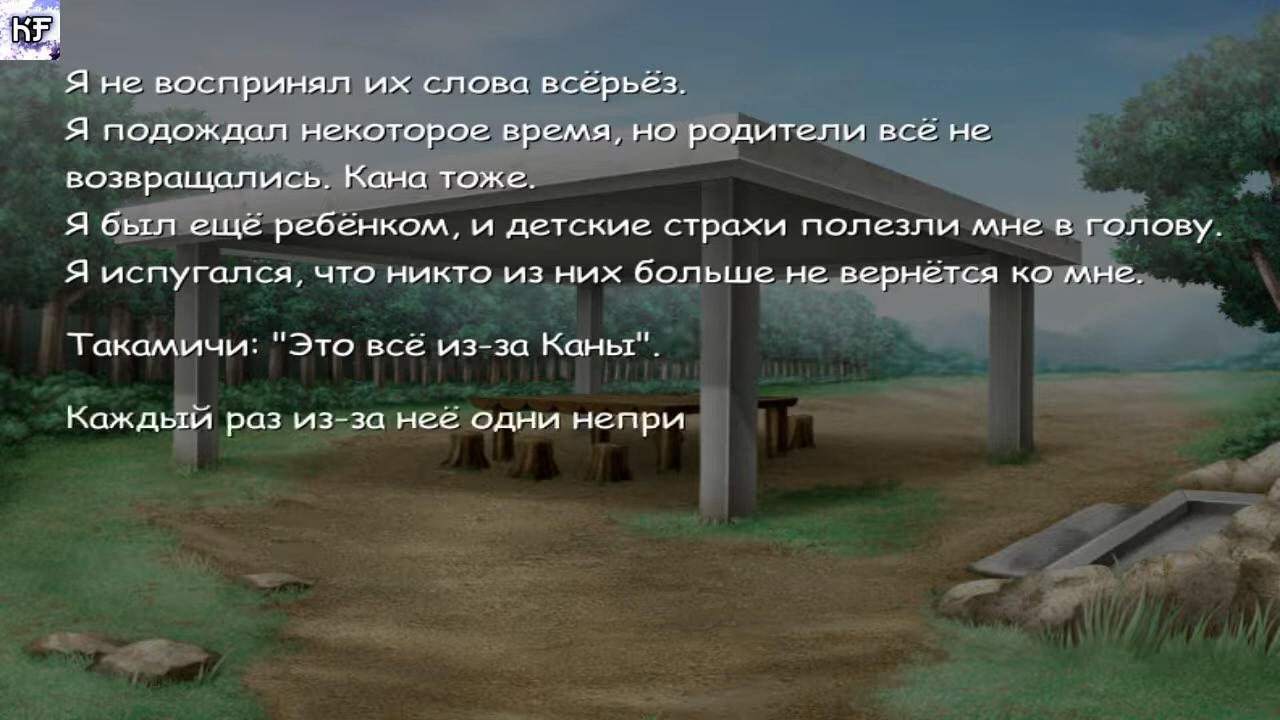 KF
Я не воспринял их слова всёрьёз.
Я подождал некоторое время, но родители всё не
возвращались. Кана тоже.
Я был ещё ребёнком, и детские страхи полезли мне в голову.
Я испугался, что никто из них больше не вернётся ко мне.
Такамичи: "Это всё из-за Каны".
Каждый раз из-за неё одни непри